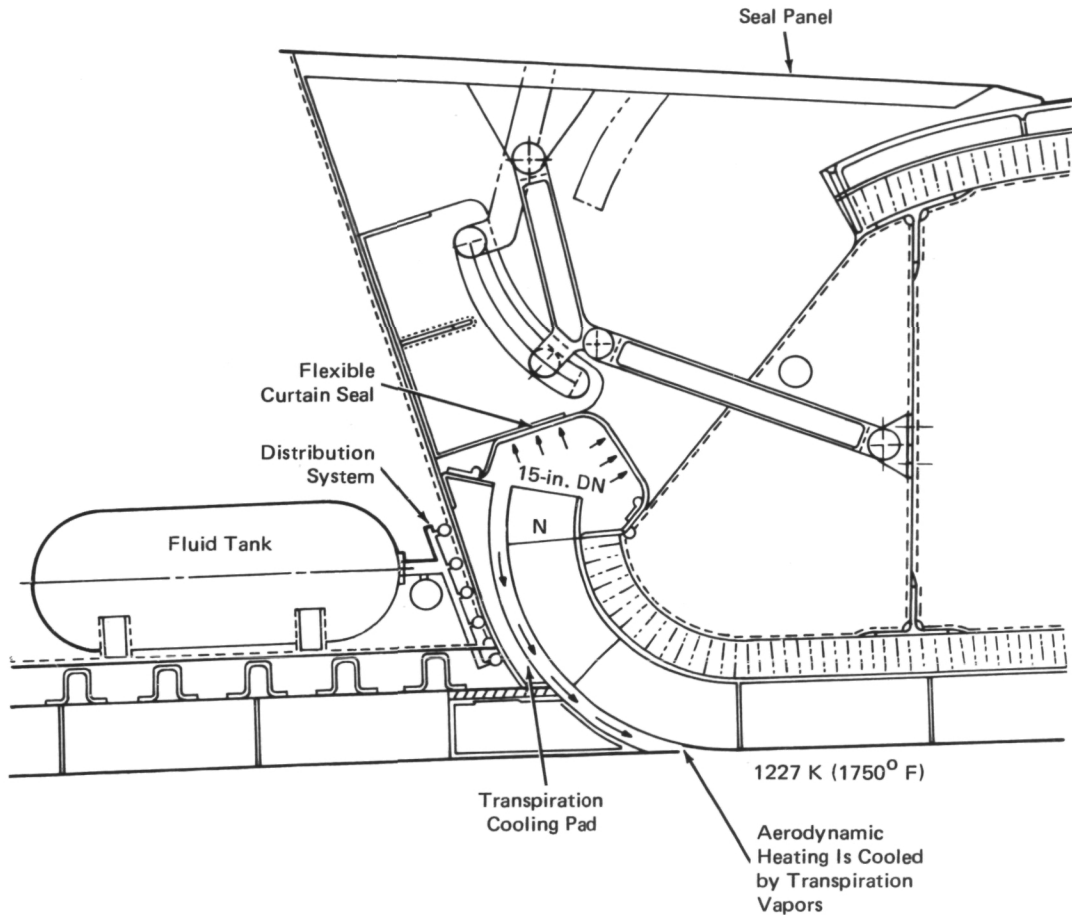 Seal Panel
Flexible
Curtain Seal
Distribution
System
15-in. DN
N
Fluid Tank
1227 K (1750° F)
Transpiration
Cooling Pad
Aerodynamic
Heating Is Cooled
by Transpiration
Vapors